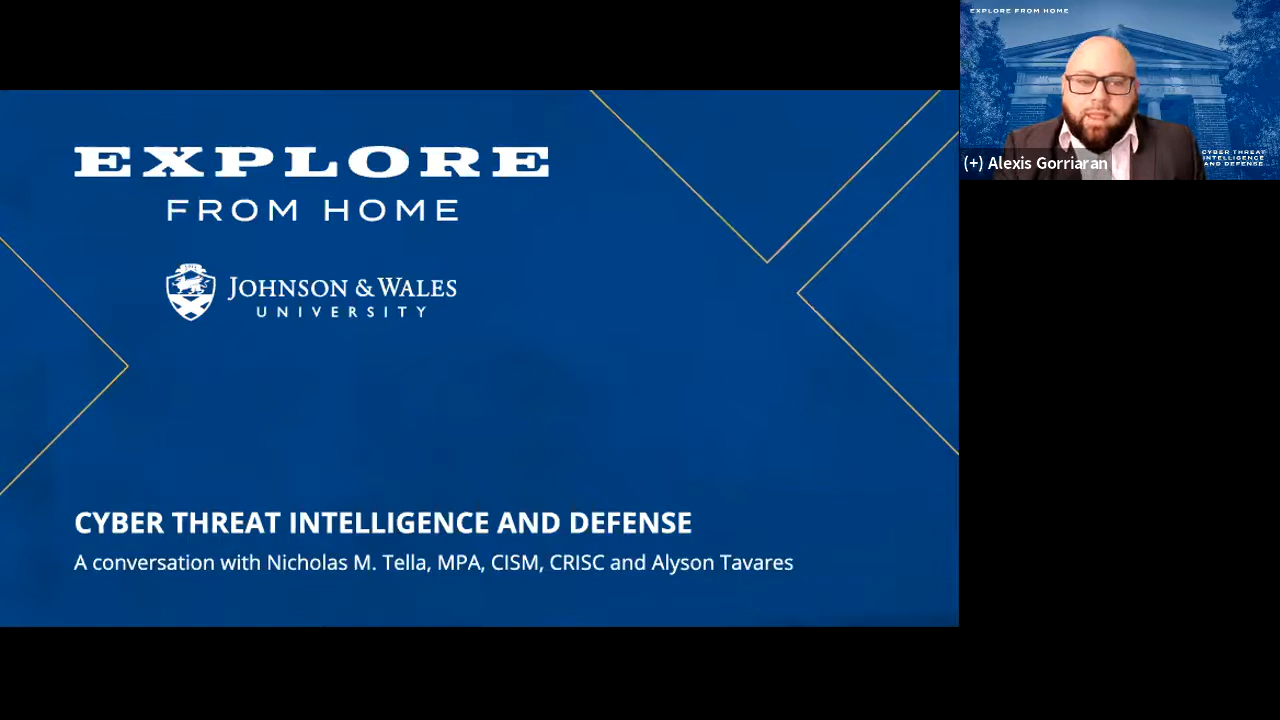 EXPLORE
FROM HOME
JOHNSON & WALES
UNIVERSITY
CYBER THREAT INTELLIGENCE AND DEFENSE
A conversation with Nicholas M. Tella, MPA, CISM, CRISC and Alyson Tavares
EXPLORE FROM HOME
CYBER THREAT
INTELLIGENCE
AND DEFENSE
(+) Alexis Gorriaran